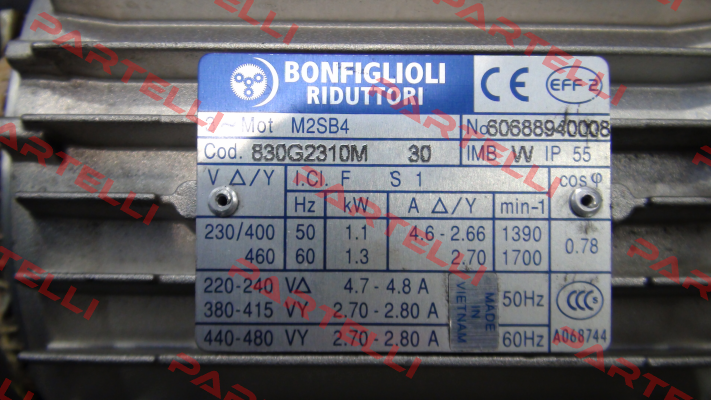 BONFIGLIOLI
RIDUTTORI
CE EFF 2
3 ~ Mot M2SB4 No 60688940008
Cod. 830G2310M 30 IMB W IP 55
V Δ/Y I.Cl. F S 1 cosφ
Hz kW A Δ/Y min-1
230/400 50 1.1 4.6 - 2.66 1390 0.78
460 60 1.3 2.70 1700
220-240 VΔ 4.7 - 4.8 A 50Hz CCC S
380-415 VY 2.70 - 2.80 A
440-480 VY 2.70 - 2.80 A 60Hz A068744
MADE
IN
VIETNAM
PARTELLI